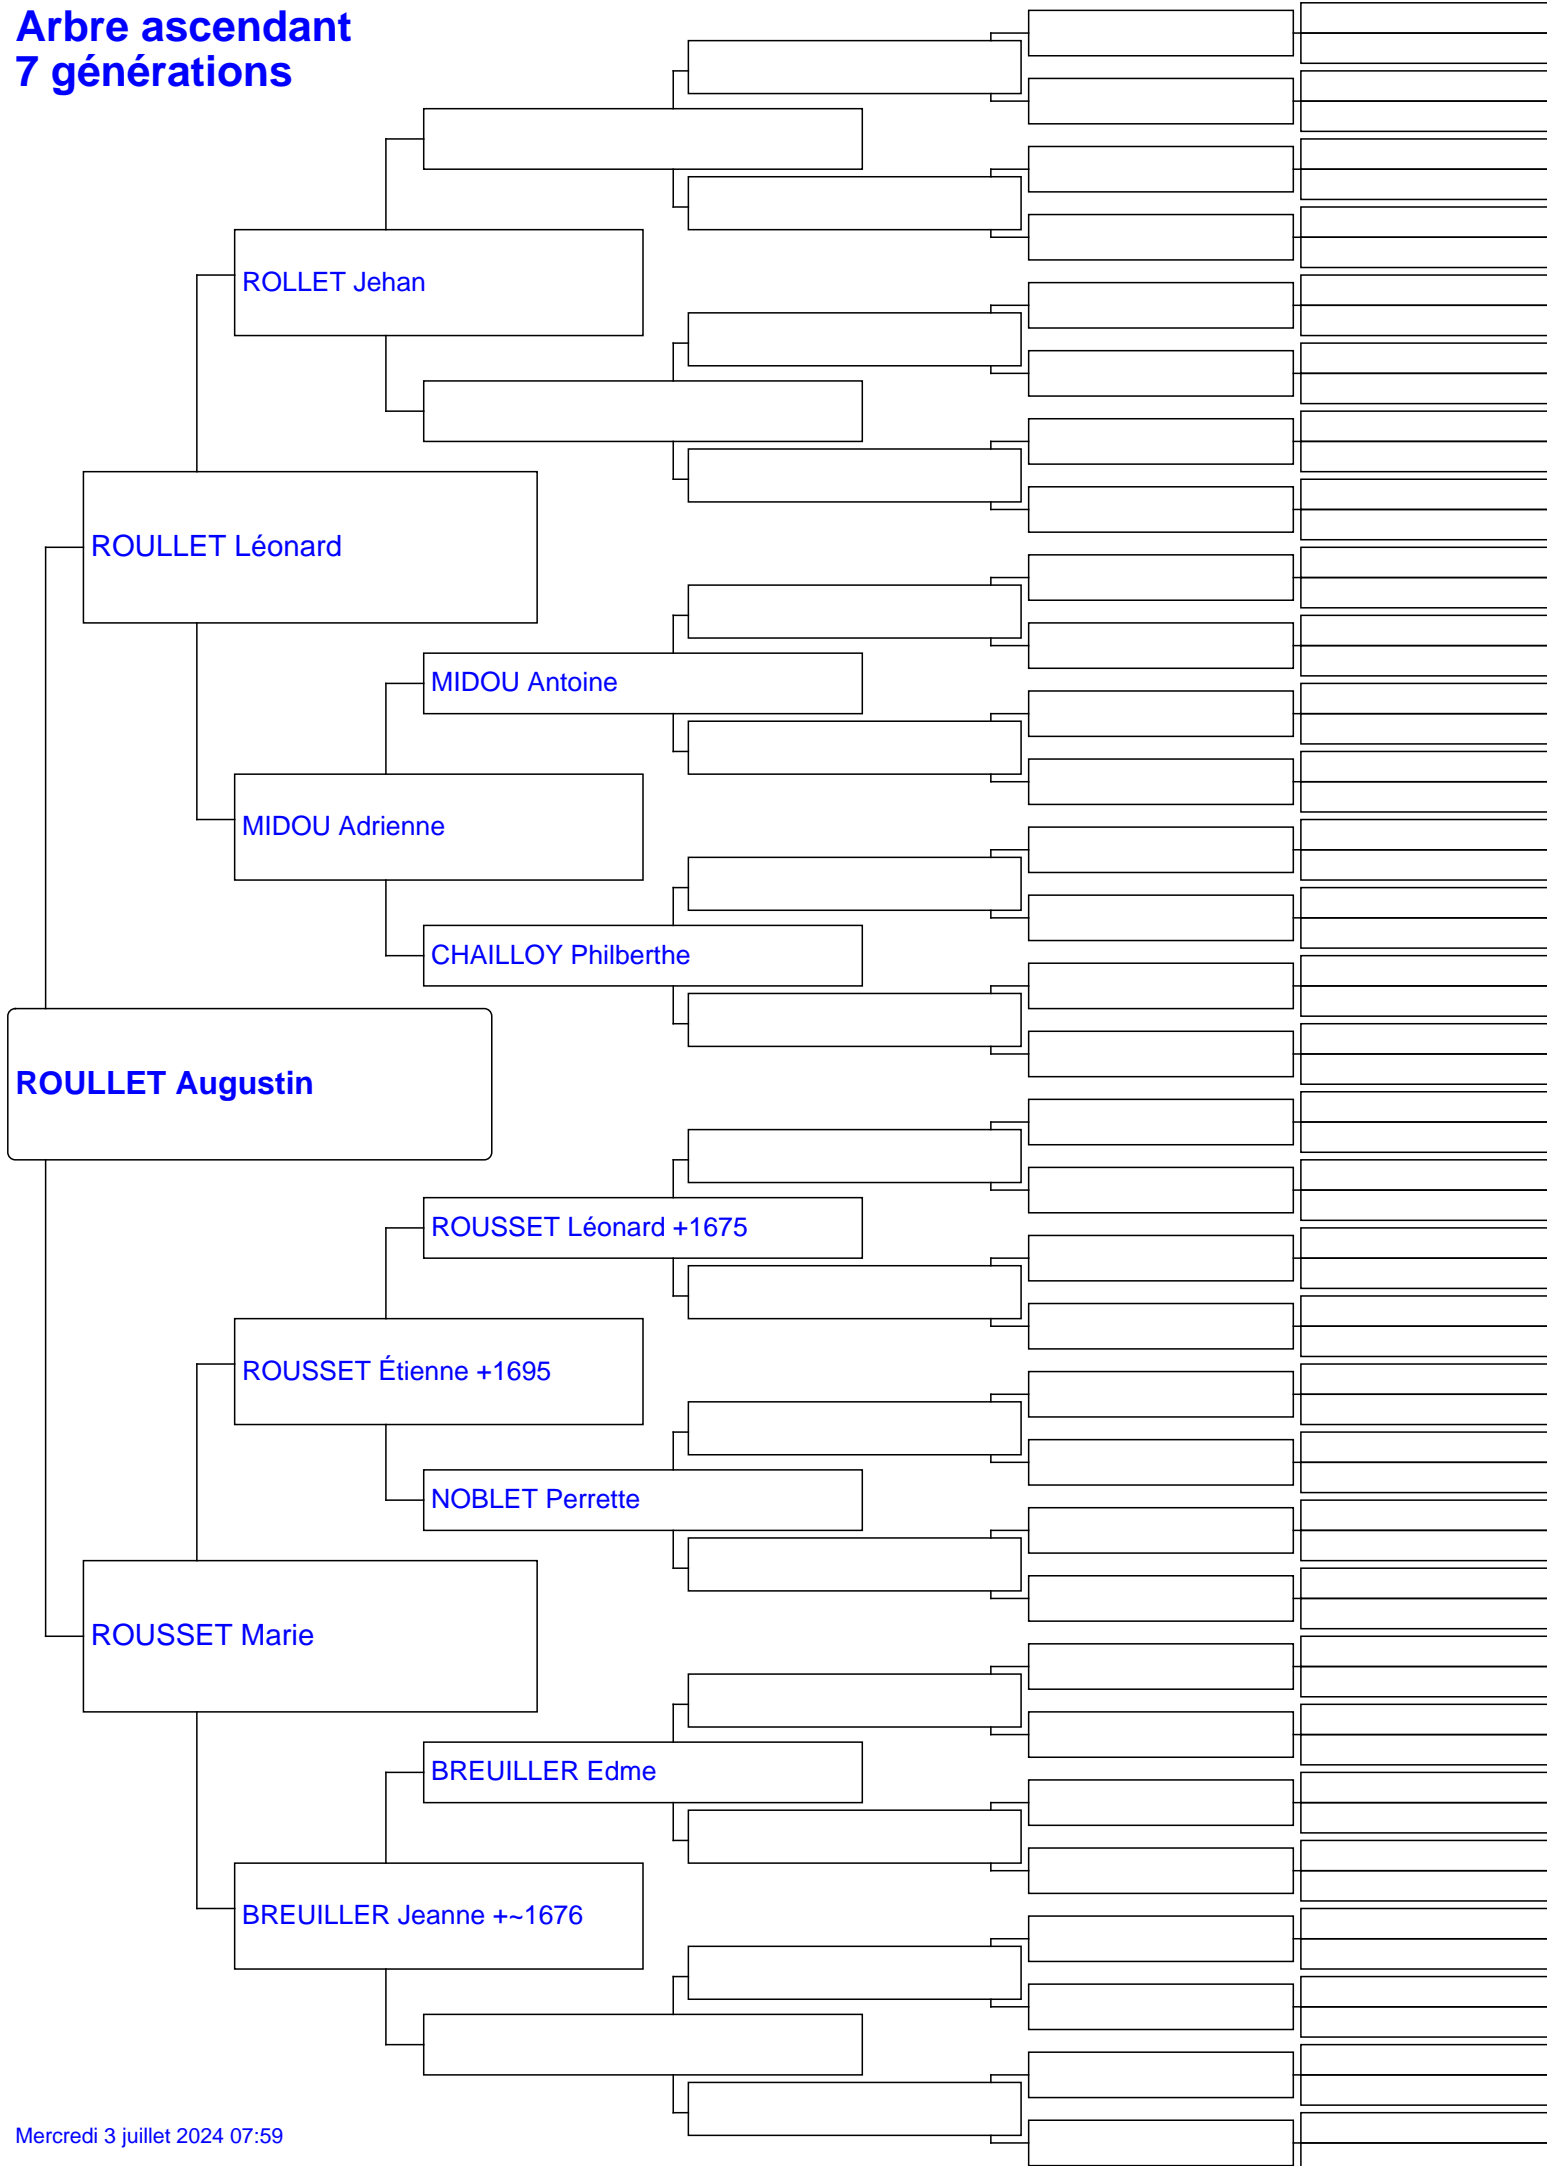 Arbre ascendant
7 générations
ROLLET Jehan
ROULLET Léonard
MIDOU Antoine
MIDOU Adrienne
CHAILLOY Philberthe
ROULLET Augustin
ROUSSET Léonard +1675
ROUSSET Étienne +1695
NOBLET Perrette
ROUSSET Marie
BREUILLER Edme
BREUILLER Jeanne +~1676
Mercredi 3 juillet 2024 07:59